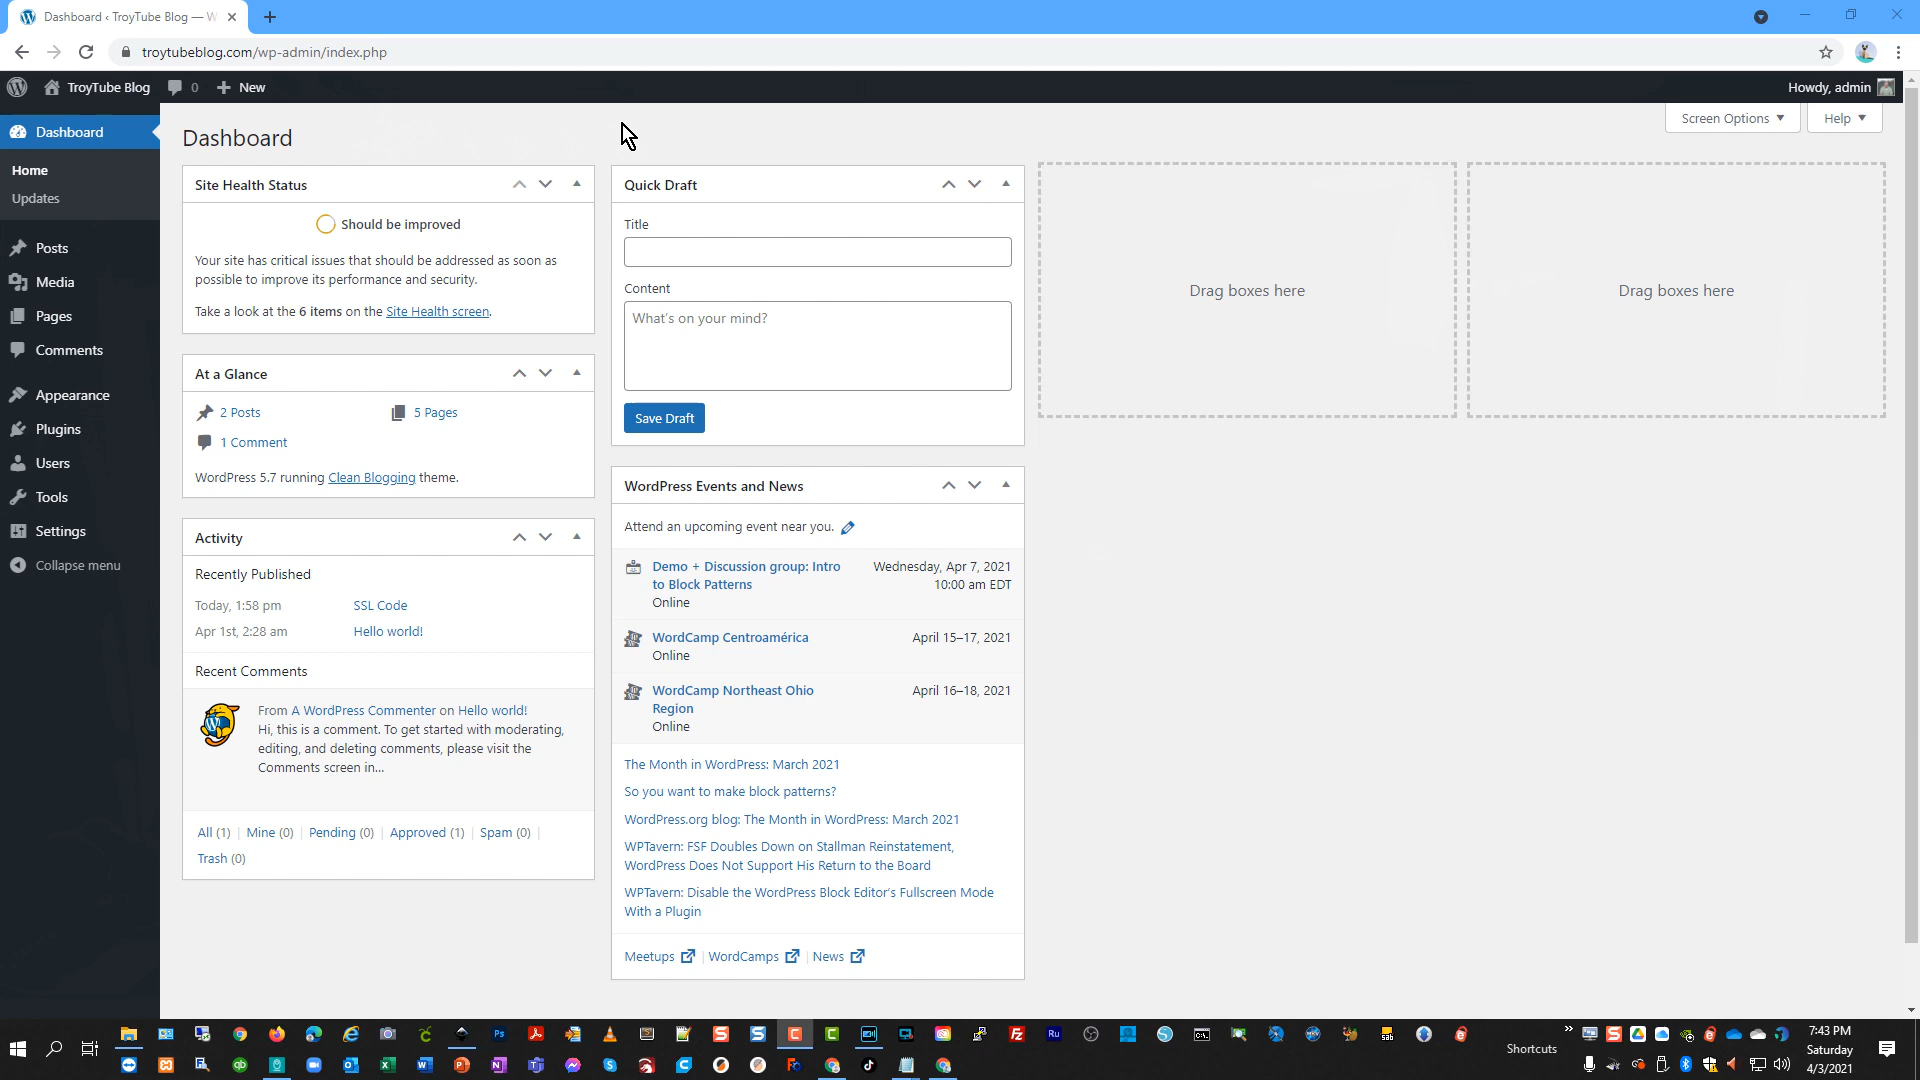 Dashboard ‹ TroyTube Blog — W
troytubeblog.com/wp-admin/index.php
TroyTube Blog
0
New
Howdy, admin
Dashboard
Home
Updates
Posts
Media
Pages
Comments
Appearance
Plugins
Users
Tools
Settings
Collapse menu
Screen Options
Help
Dashboard
Site Health Status
Should be improved
Your site has critical issues that should be addressed as soon as
possible to improve its performance and security.
Take a look at the 6 items on the Site Health screen.
At a Glance
2 Posts
5 Pages
1 Comment
WordPress 5.7 running Clean Blogging theme.
Activity
Recently Published
Today, 1:58 pm
SSL Code
Apr 1st, 2:28 am
Hello world!
Recent Comments
From A WordPress Commenter on Hello world!
Hi, this is a comment. To get started with moderating,
editing, and deleting comments, please visit the
Comments screen in...
All (1) | Mine (0) | Pending (0) | Approved (1) | Spam (0) |
Trash (0)
Quick Draft
Title
Content
What's on your mind?
Save Draft
WordPress Events and News
Attend an upcoming event near you.
Demo + Discussion group: Intro
to Block Patterns
Online
Wednesday, Apr 7, 2021
10:00 am EDT
WordCamp Centroamérica
Online
April 15–17, 2021
WordCamp Northeast Ohio
Region
Online
April 16–18, 2021
The Month in WordPress: March 2021
So you want to make block patterns?
WordPress.org blog: The Month in WordPress: March 2021
WPTavern: FSF Doubles Down on Stallman Reinstatement,
WordPress Does Not Support His Return to the Board
WPTavern: Disable the WordPress Block Editor's Fullscreen Mode
With a Plugin
Meetups | WordCamps | News
Drag boxes here
Drag boxes here
Shortcuts
7:43 PM
Saturday
4/3/2021